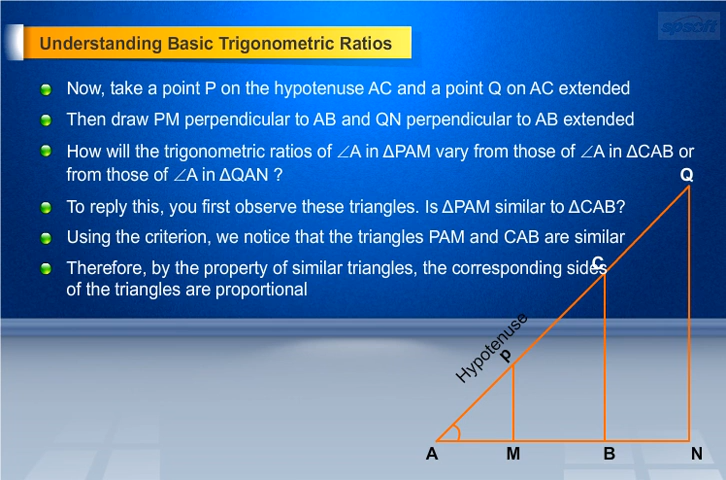 spsoft
Understanding Basic Trigonometric Ratios
Now, take a point P on the hypotenuse AC and a point Q on AC extended
Then draw PM perpendicular to AB and QN perpendicular to AB extended
How will the trigonometric ratios of ∠A in ΔPAM vary from those of ∠A in ΔCAB or
from those of ∠A in ΔQAN ?
To reply this, you first observe these triangles. Is ΔPAM similar to ΔCAB?
Using the criterion, we notice that the triangles PAM and CAB are similar
Therefore, by the property of similar triangles, the corresponding sides
of the triangles are proportional
Q
C
Hypotenuse
P
A
M
B
N